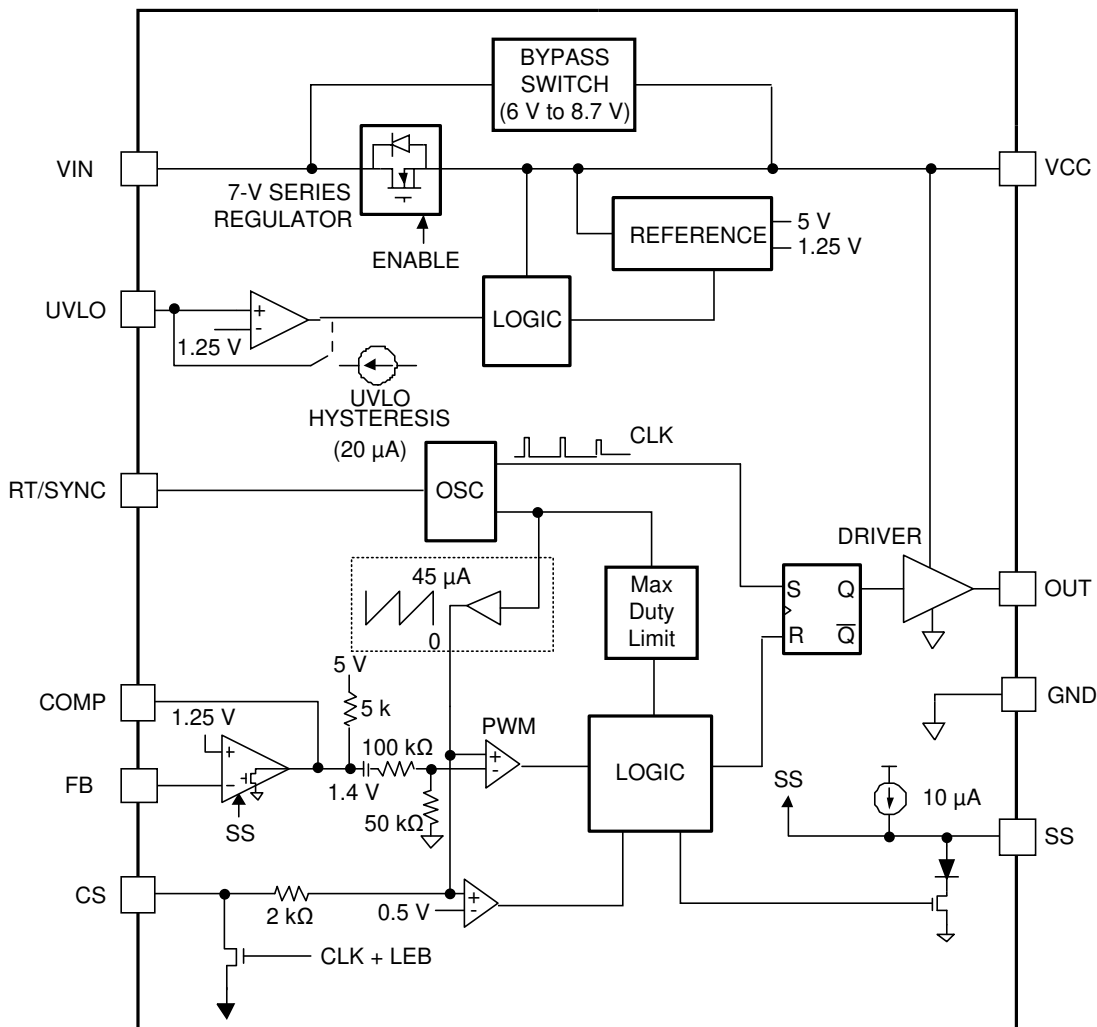 BYPASS
SWITCH
(6 V to 8.7 V)
VIN
VCC
7-V SERIES
REGULATOR
ENABLE
REFERENCE
5 V
1.25 V
UVLO
+
-
1.25 V
LOGIC
UVLO
HYSTERESIS
(20 µA)
CLK
RT/SYNC
OSC
DRIVER
45 µA
0
Max
Duty
Limit
S
Q
R
Q̅
OUT
5 V
COMP
5 k
GND
1.25 V
+
-
FB
SS
100 kΩ
1.4 V
50 kΩ
PWM
+
-
LOGIC
SS
10 µA
SS
CS
2 kΩ
0.5 V
+
-
CLK + LEB